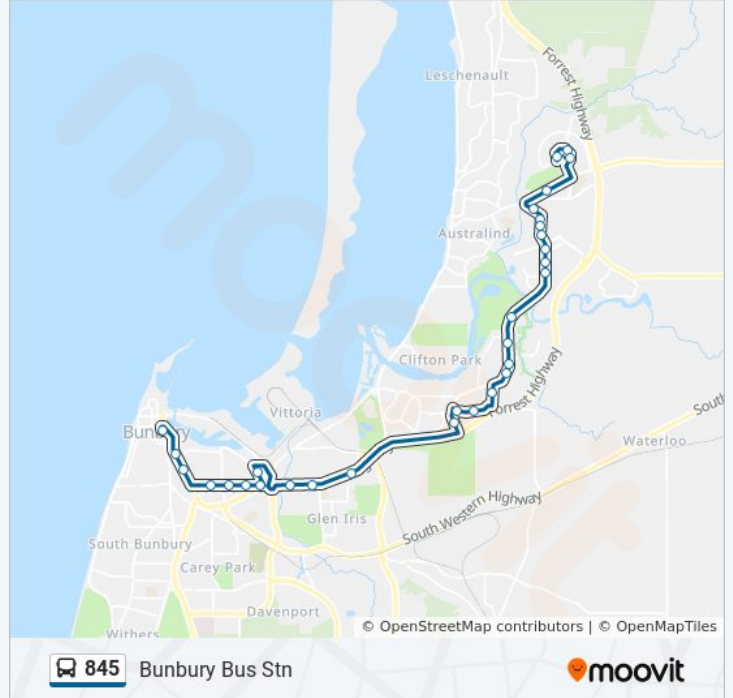 Forrest Highway
Leschenault
Australind
Clifton Park
Forrest Highway
Vittoria
Bunbury
South
Waterloo
South Western Highway
Glen Iris
South Bunbury
Carey Park
Davenport
Withers
© OpenStreetMap contributors | © OpenMapTiles
845 Bunbury Bus Stn
moovit